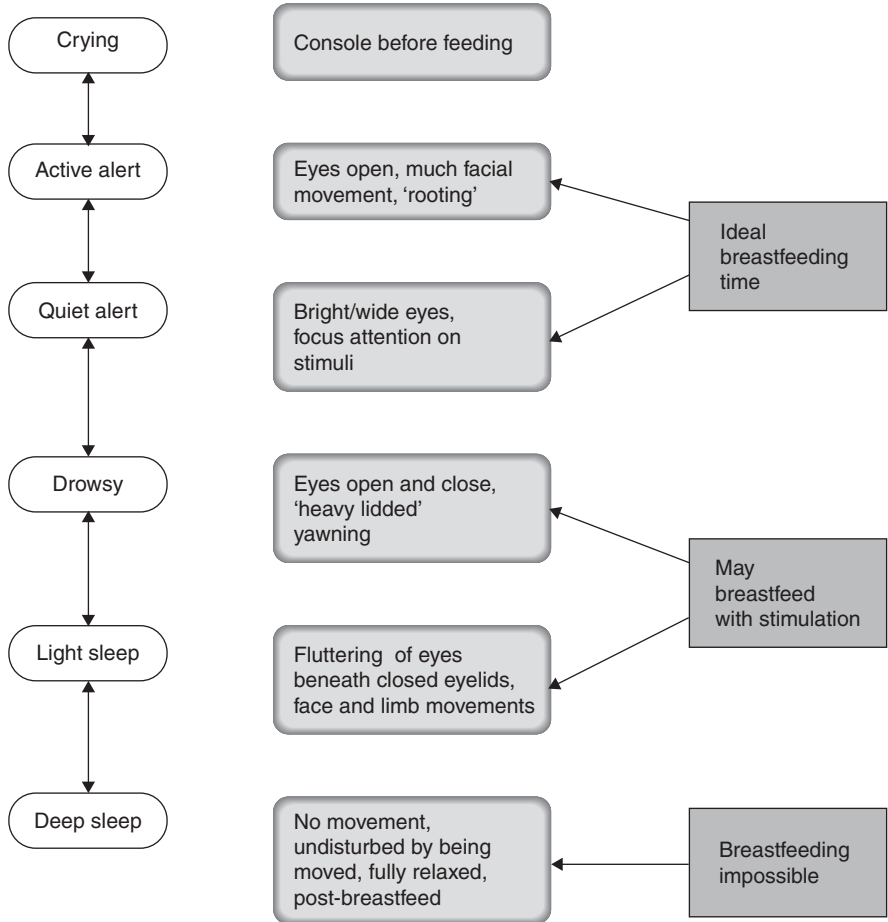 Crying
Console before feeding
Active alert
Eyes open, much facial
movement, ‘rooting’
Ideal
breastfeeding
time
Quiet alert
Bright/wide eyes,
focus attention on
stimuli
Drowsy
Eyes open and close,
‘heavy lidded’
yawning
May
breastfeed
with stimulation
Light sleep
Fluttering of eyes
beneath closed eyelids,
face and limb movements
Deep sleep
No movement,
undisturbed by being
moved, fully relaxed,
post-breastfeed
Breastfeeding
impossible